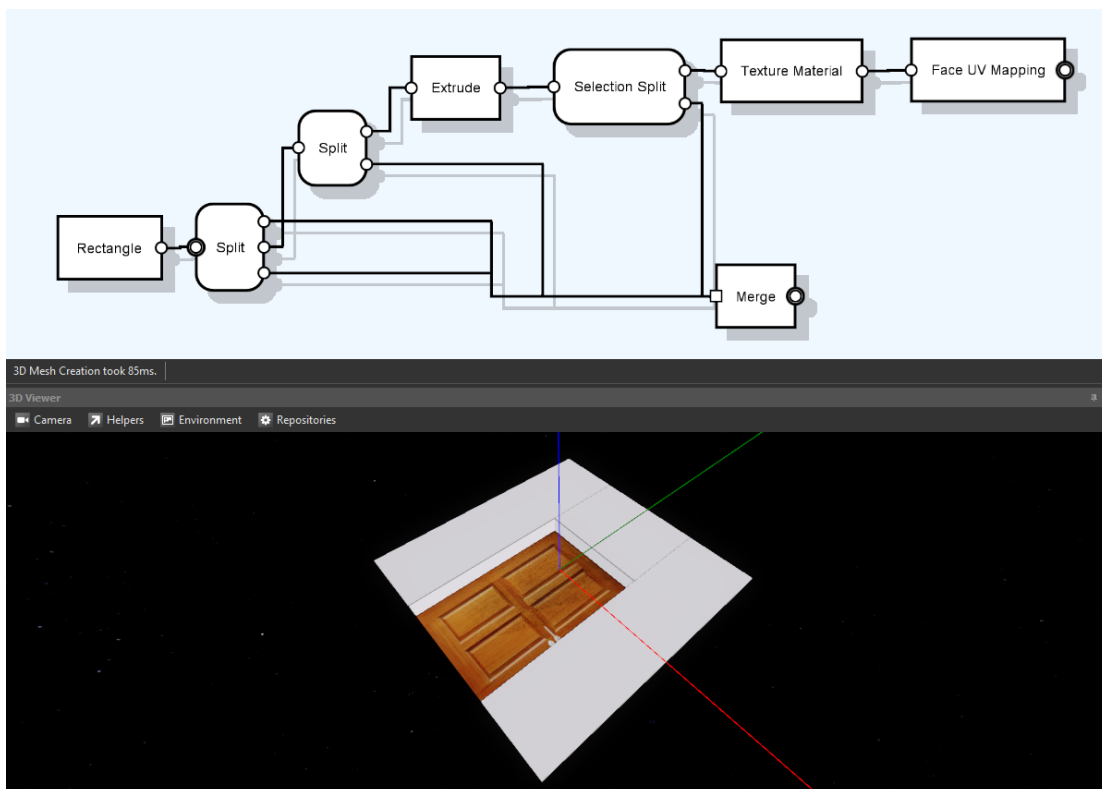 Extrude
Selection Split
Texture Material
Face UV Mapping
Split
Rectangle
Split
Merge
3D Mesh Creation took 85ms.
3D Viewer
Camera
Helpers
Environment
Repositories